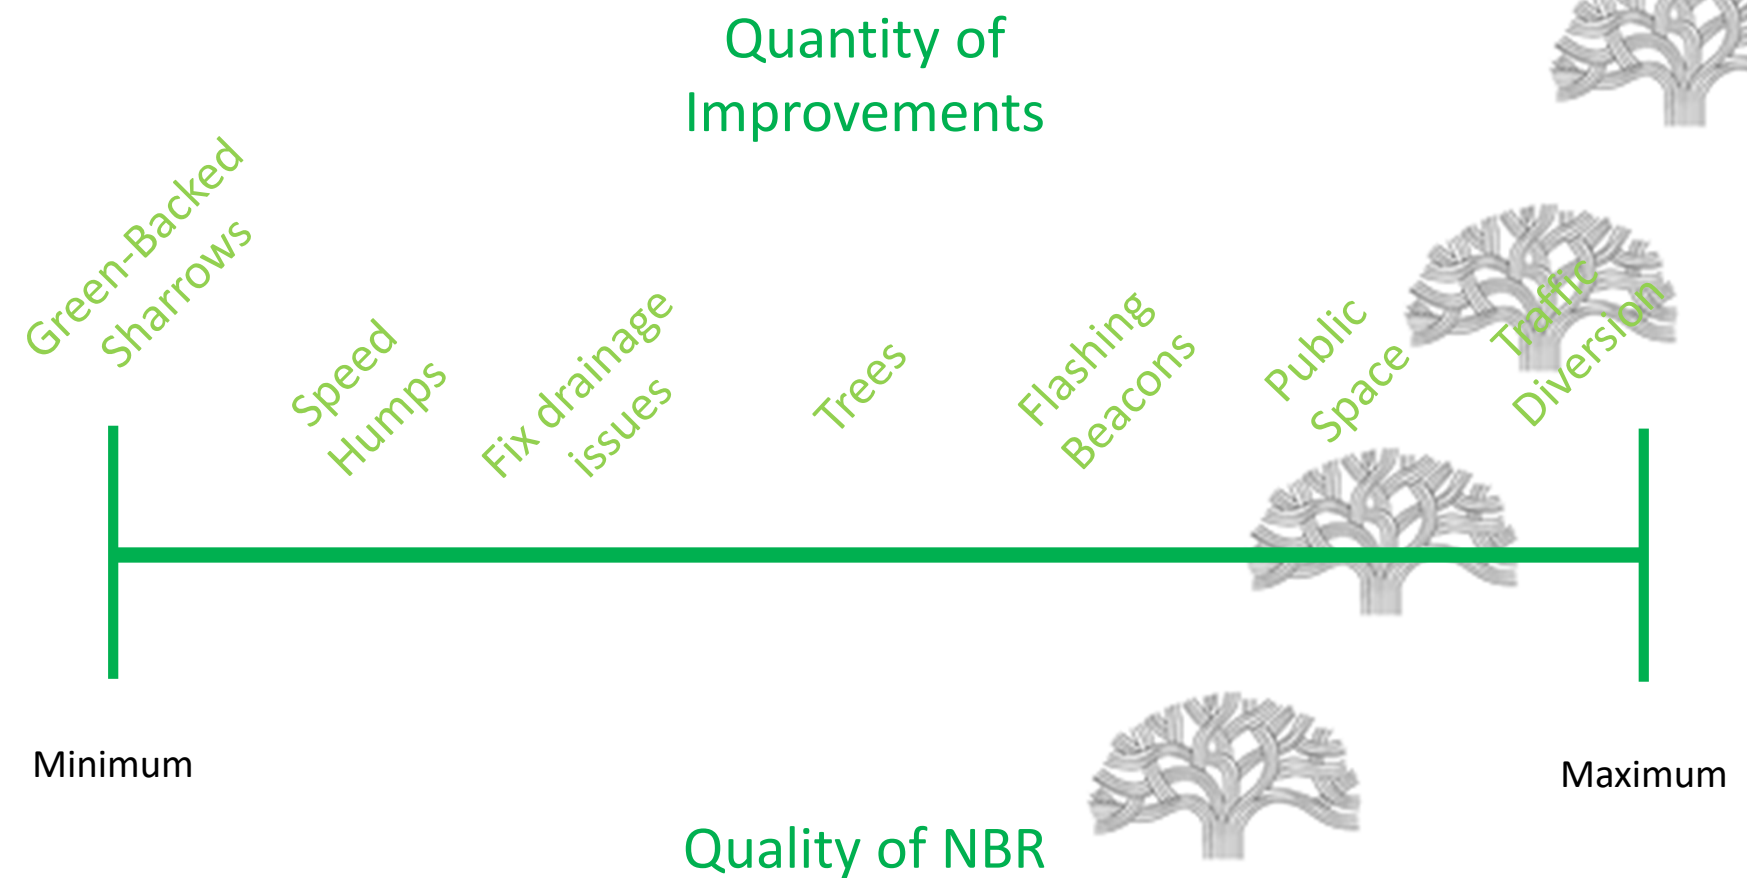 Quantity of
Improvements
Green-Backed
Sharrows
Speed
Humps
Fix drainage
issues
Trees
Flashing
Beacons
Public
Space
Traffic
Diversion
Minimum
Maximum
Quality of NBR